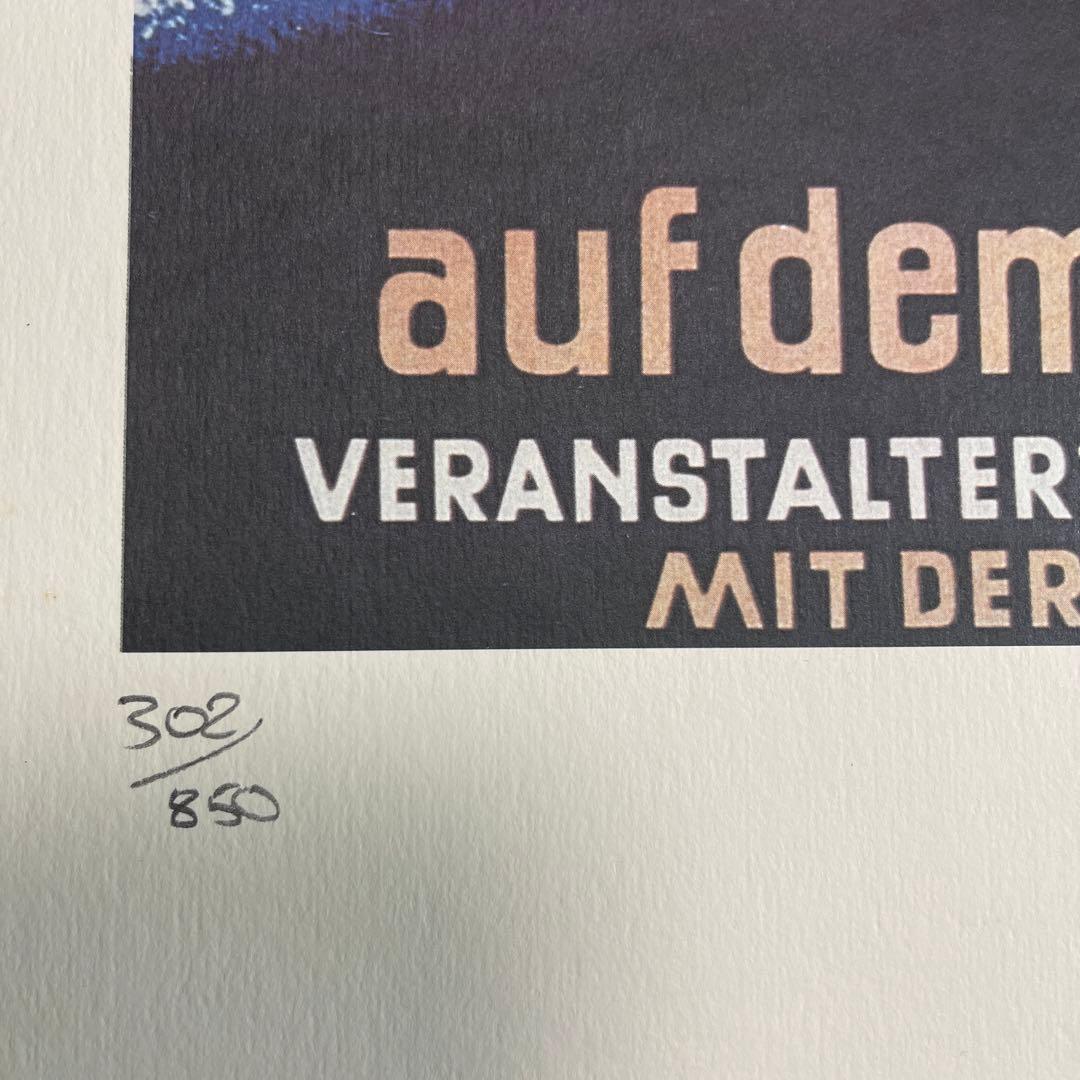 auf dem
VERANSTALTER
MIT DER
302/
850